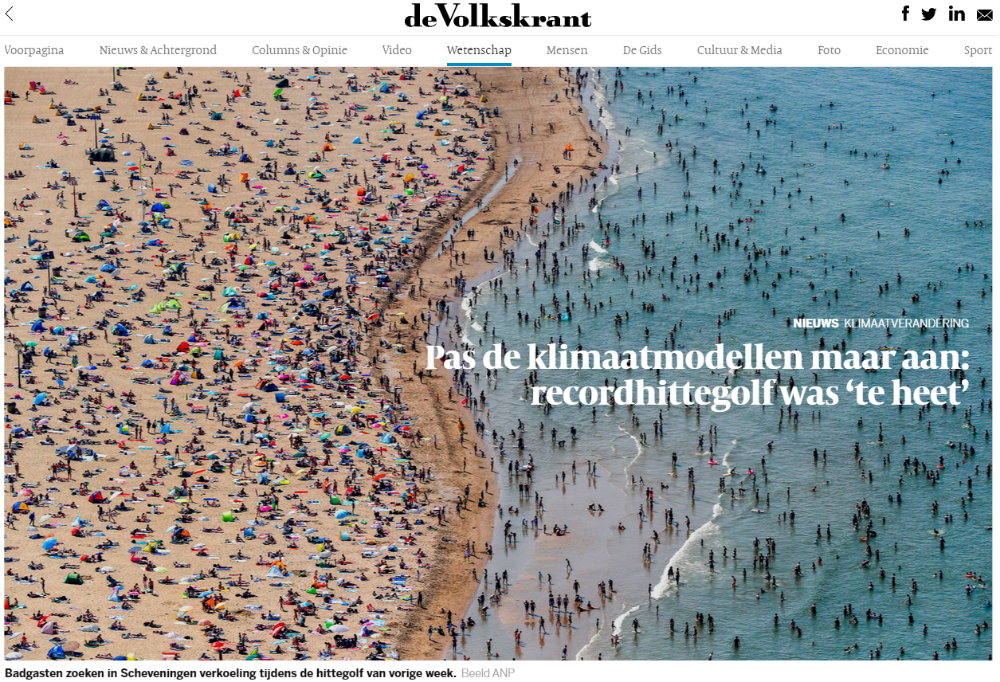 deVolkskrant
Voorpagina Nieuws & Achtergrond Columns & Opinie Video Wetenschap Mensen De Gids Cultuur & Media Foto Economie Sport
NIEUWS KLIMAATVERANDERING
Pas de klimaatmodellen maar aan:
recordhittegolf was ‘te heet’
Badgasten zoeken in Scheveningen verkoeling tijdens de hittegolf van vorige week. Beeld ANP